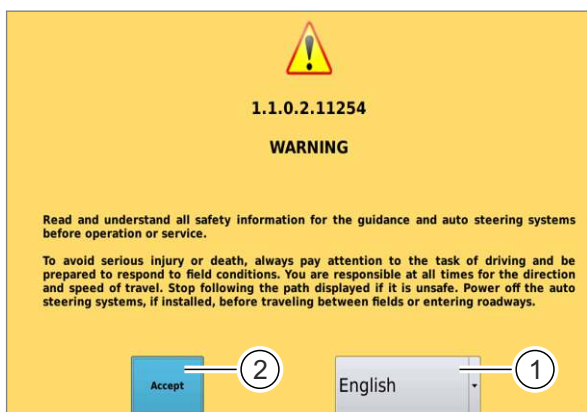 1.1.0.2.11254
WARNING
Read and understand all safety information for the guidance and auto steering systems
before operation or service.
To avoid serious injury or death, always pay attention to the task of driving and be
prepared to respond to field conditions. You are responsible at all times for the direction
and speed of travel. Stop following the path displayed if it is unsafe. Power off the auto
steering systems, if installed, before traveling between fields or entering roadways.
Accept 2 English 1